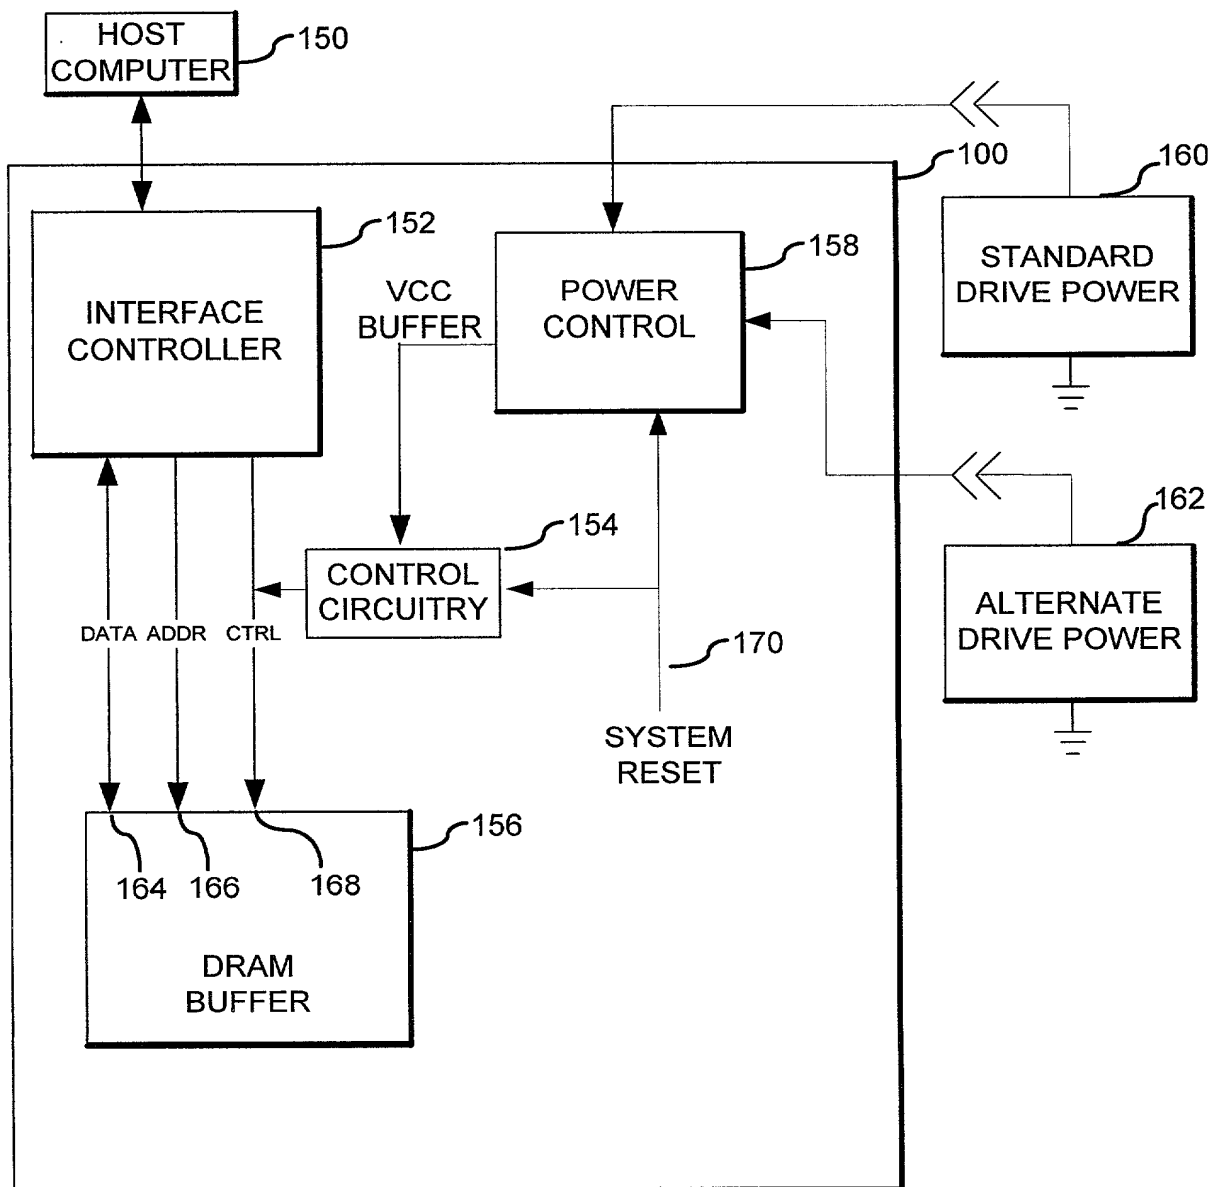 HOST
COMPUTER
150
100
160
152
158
STANDARD
DRIVE POWER
INTERFACE
CONTROLLER
VCC
BUFFER
POWER
CONTROL
162
154
CONTROL
CIRCUITRY
ALTERNATE
DRIVE POWER
DATA ADDR CTRL
170
SYSTEM
RESET
156
164 166 168
DRAM
BUFFER